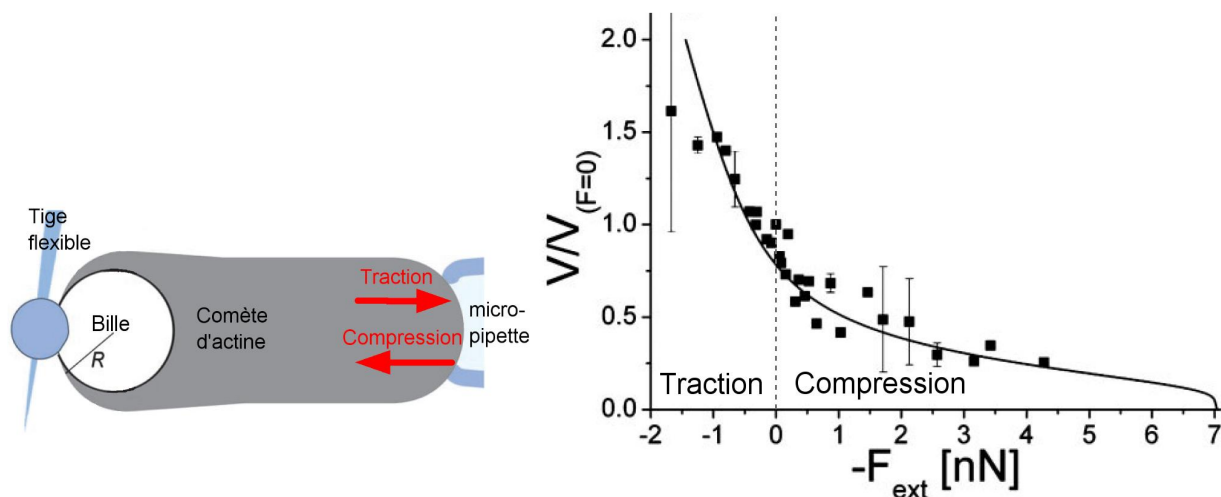 Tige
flexible
Bille
R
Comète
d'actine
Traction
Compression
micro-
pipette
V/V(F=0)
2.0
1.5
1.0
0.5
0.0
Traction
Compression
-2 -1 0 1 2 3 4 5 6 7
-Fext [nN]